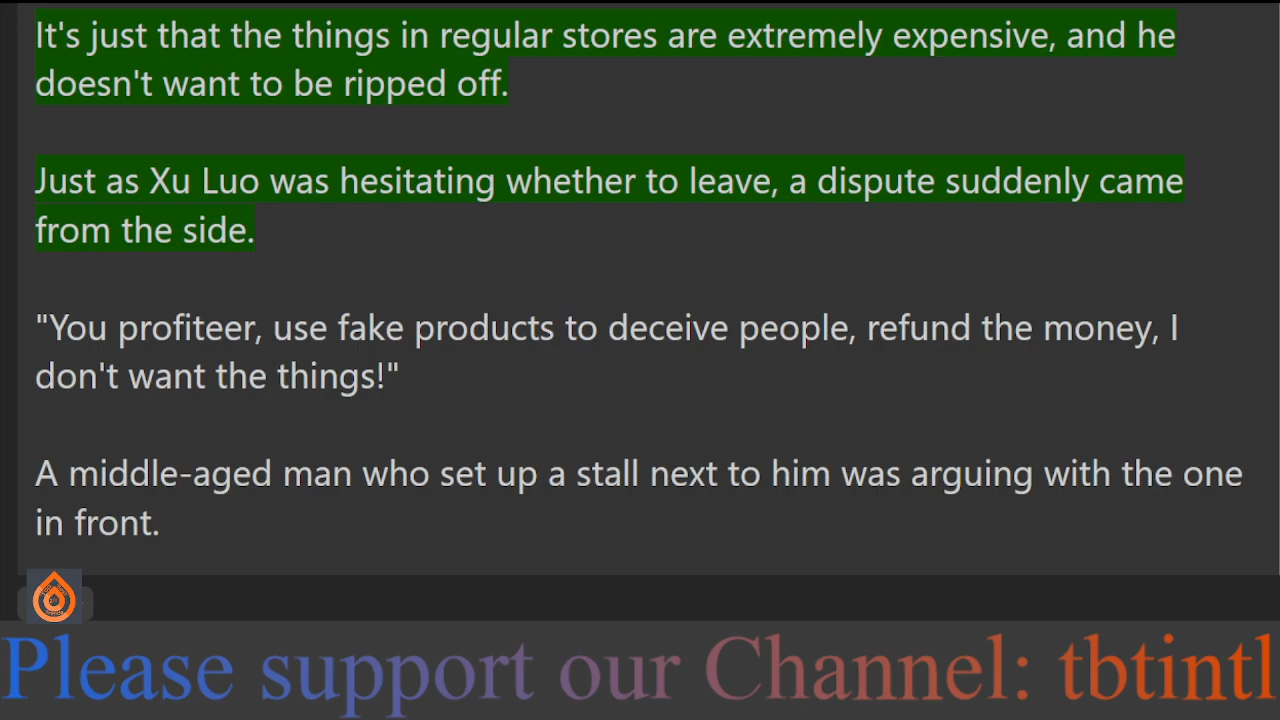 It's just that the things in regular stores are extremely expensive, and he
doesn't want to be ripped off.
Just as Xu Luo was hesitating whether to leave, a dispute suddenly came
from the side.
"You profiteer, use fake products to deceive people, refund the money, I
don't want the things!"
A middle-aged man who set up a stall next to him was arguing with the one
in front.
Please support our Channel: tbtintl